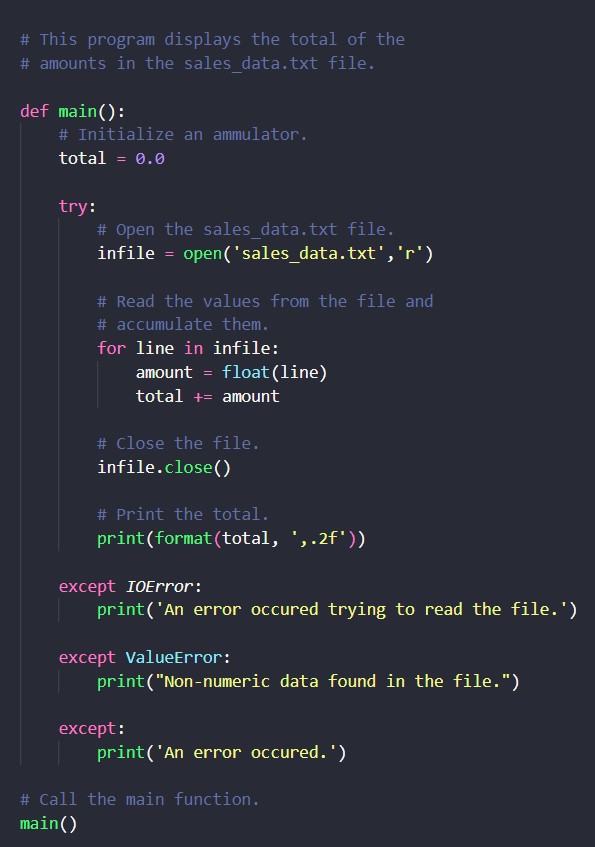 # This program displays the total of the
# amounts in the sales_data.txt file.
def main():
# Initialize an ammulator.
total = 0.0
try:
# Open the sales_data.txt file.
infile = open('sales_data.txt','r')
# Read the values from the file and
# accumulate them.
for line in infile:
amount = float(line)
total += amount
# Close the file.
infile.close()
# Print the total.
print(format(total, ',.2f'))
except IOError:
print('An error occured trying to read the file.')
except ValueError:
print("Non-numeric data found in the file.")
except:
print('An error occured.')
# Call the main function.
main()